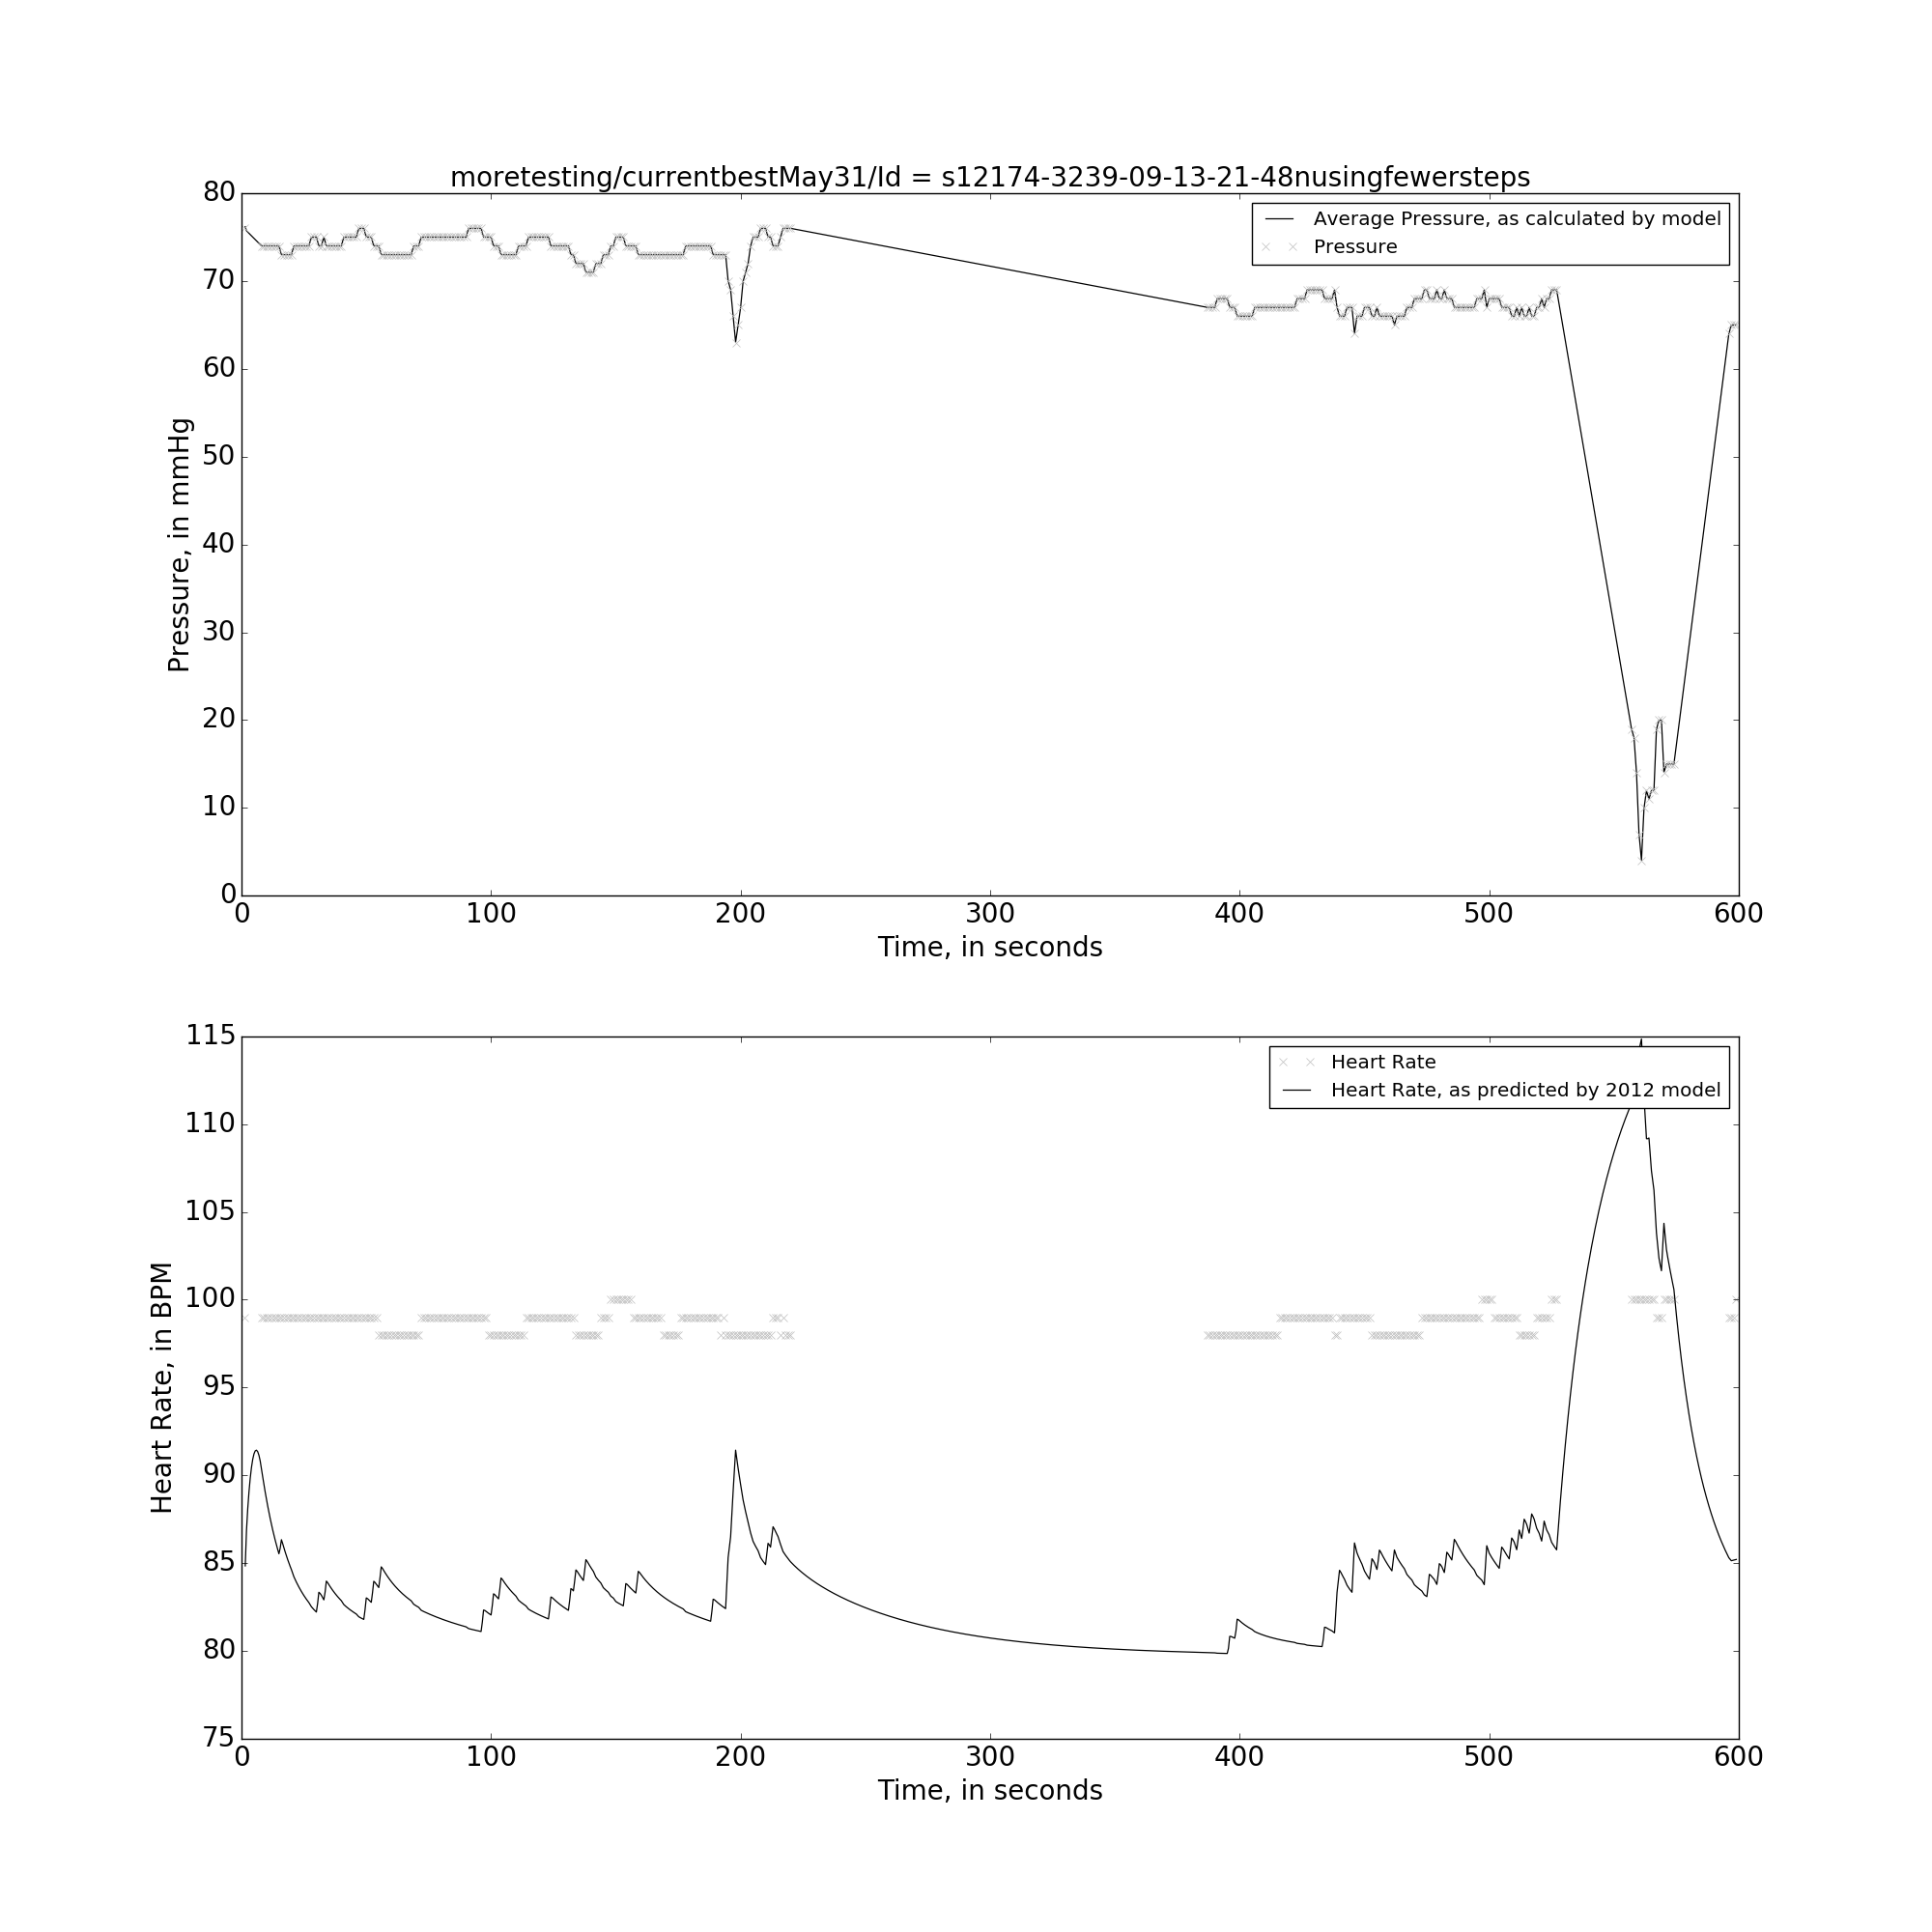 moretesting/currentbestMay31/Id = s12174-3239-09-13-21-48nusingfewersteps
80
70
60
50
40
30
20
10
0
Pressure, in mmHg
Average Pressure, as calculated by model
Pressure
0 100 200 300 400 500 600
Time, in seconds
115
110
105
100
95
90
85
80
75
Heart Rate, in BPM
Heart Rate
Heart Rate, as predicted by 2012 model
0 100 200 300 400 500 600
Time, in seconds